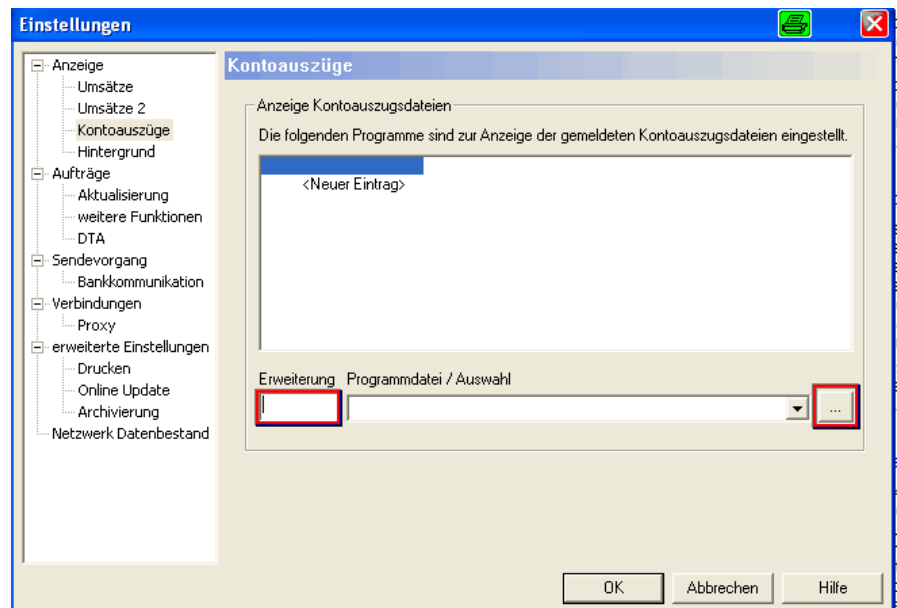 Einstellungen
Anzeige
Umsätze
Umsätze 2
Kontoauszüge
Hintergrund
Aufträge
Aktualisierung
weitere Funktionen
DTA
Sendevorgang
Bankkommunikation
Verbindungen
Proxy
erweiterte Einstellungen
Drucken
Online Update
Archivierung
Netzwerk Datenbestand
Kontoauszüge
Anzeige Kontoauszugsdateien
Die folgenden Programme sind zur Anzeige der gemeldeten Kontoauszugsdateien eingestellt.
<Neuer Eintrag>
Erweiterung Programmdatei / Auswahl
...
OK Abbrechen Hilfe